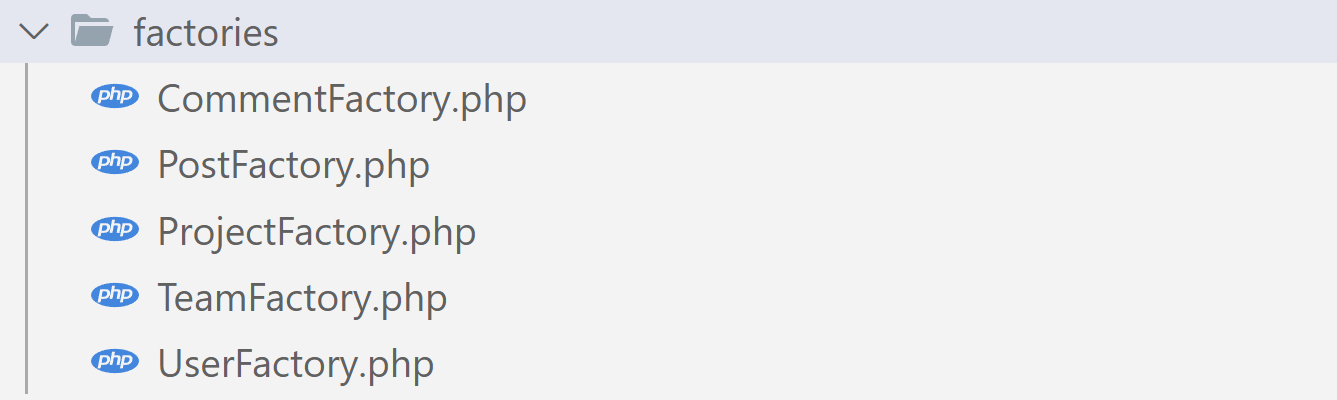 factories
php CommentFactory.php
php PostFactory.php
php ProjectFactory.php
php TeamFactory.php
php UserFactory.php